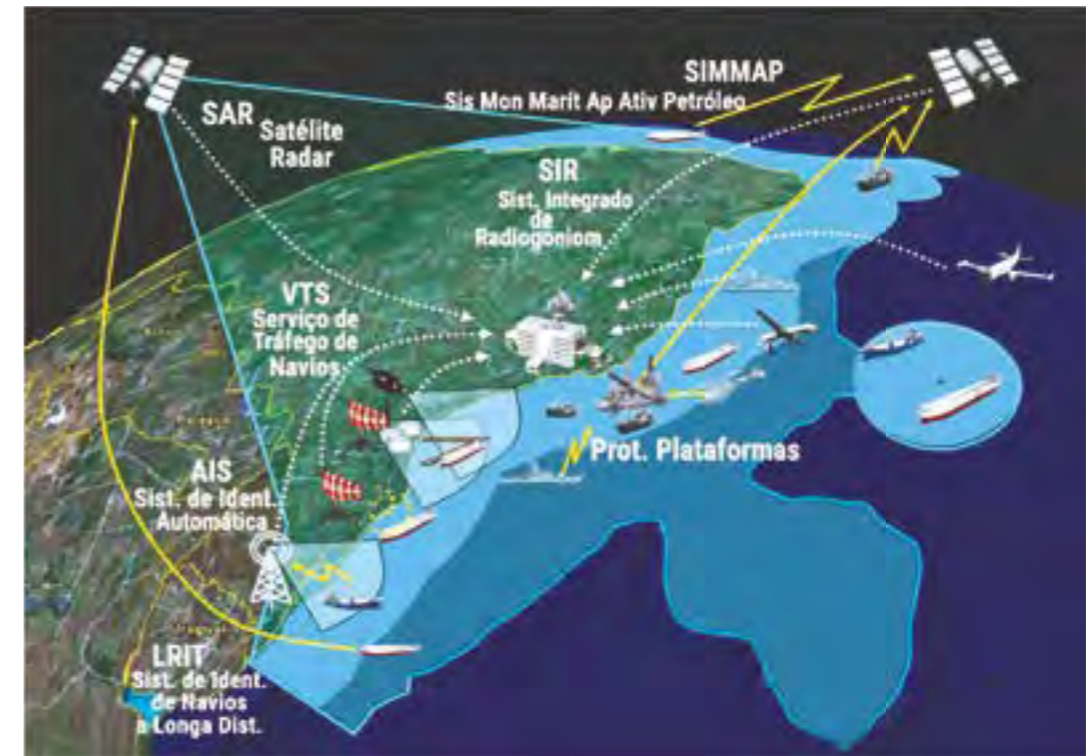 SIMMAP
Sis Mon Marít Ap Ativ Petróleo
SAR
Satélite
Radar
SIR
Sist. Integrado
de
Radiogoniom
VTS
Serviço de
Tráfego de
Navios
Prot. Plataformas
AIS
Sist. de Ident.
Automática
LRIT
Sist. de Ident.
de Navios
a Longa Dist.